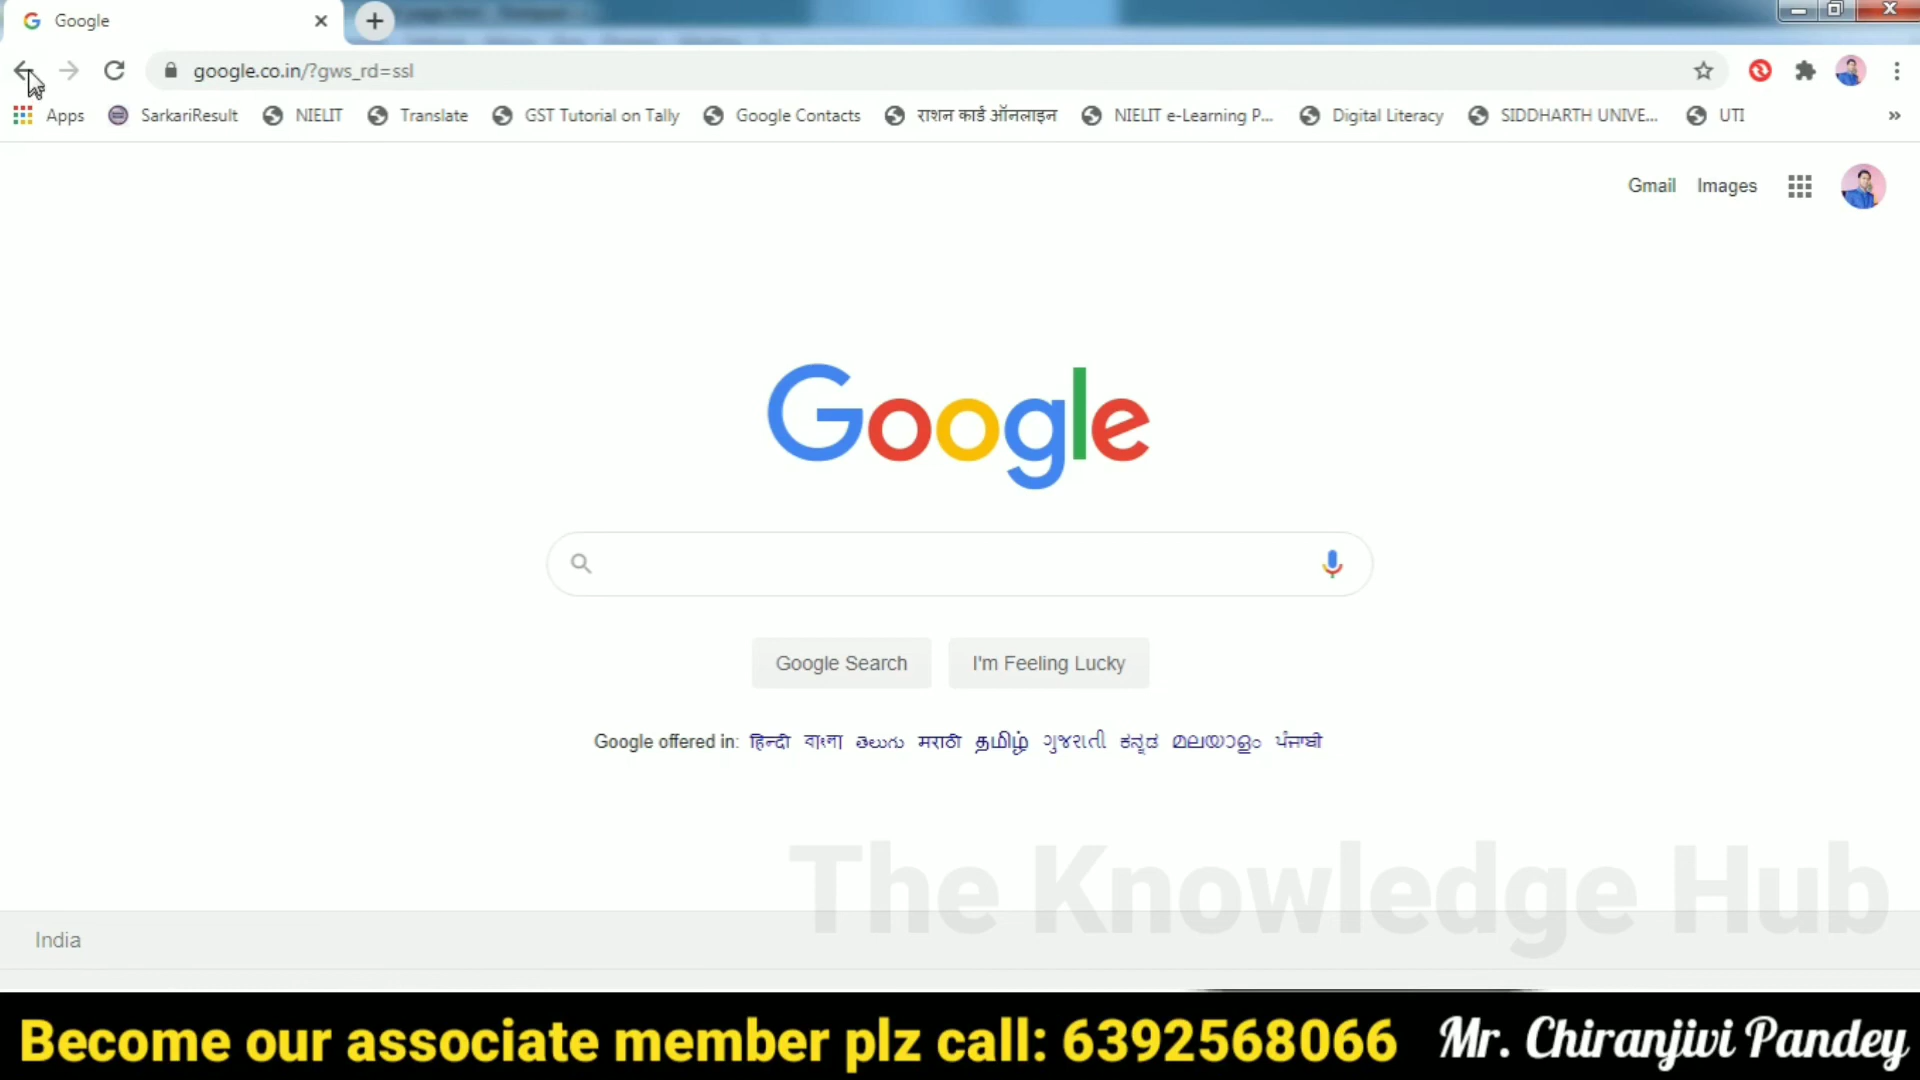 Google
google.co.in/?gws_rd=ssl
Apps SarkariResult NIELIT Translate GST Tutorial on Tally Google Contacts राशन कार्ड ऑनलाइन NIELIT e-Learning P... Digital Literacy SIDDHARTH UNIVE... UTI »
Gmail Images
Google
Google Search I'm Feeling Lucky
Google offered in: हिन्दी বাংলা తెలుగు मराठी தமிழ் ગુજરાતી ಕನ್ನಡ മലയാളം ਪੰਜਾਬੀ
The Knowledge Hub
India
Become our associate member plz call: 6392568066 Mr. Chiranjivi Pandey